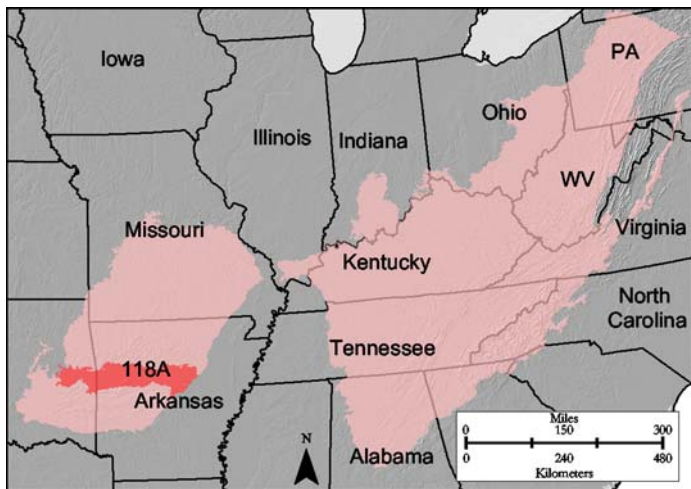 Iowa
PA
Ohio
Illinois
Indiana
WV
Missouri
Virginia
Kentucky
North
Carolina
Tennessee
118A
Arkansas
Alabama
N
Miles
0 150 300
0 240 480
Kilometers